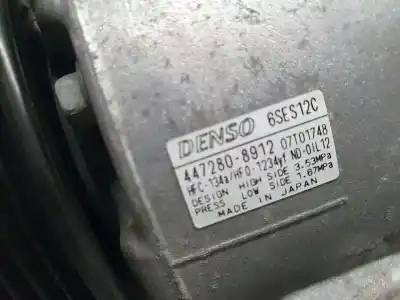 DENSO 6SES12C
447280-8912 07101748
HFC-134a/HFO-1234yf ND-OIL12
DESIGN HIGH SIDE 3.53MPa
PRESS LOW SIDE 1.67MPa
MADE IN JAPAN